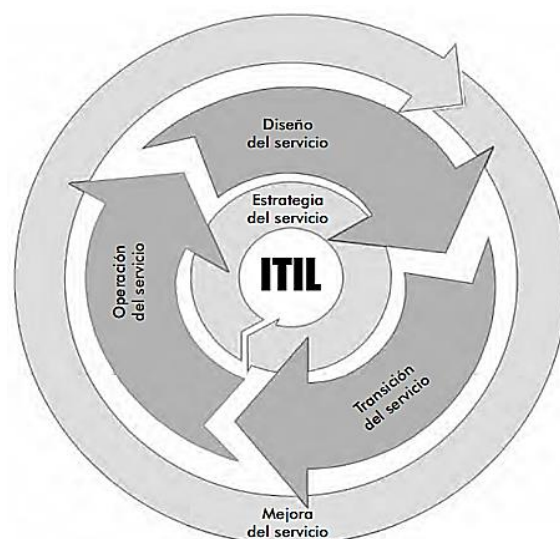 Diseño
del servicio
Estrategia
del servicio
ITIL
Operación
del servicio
Transición
del servicio
Mejora
del servicio